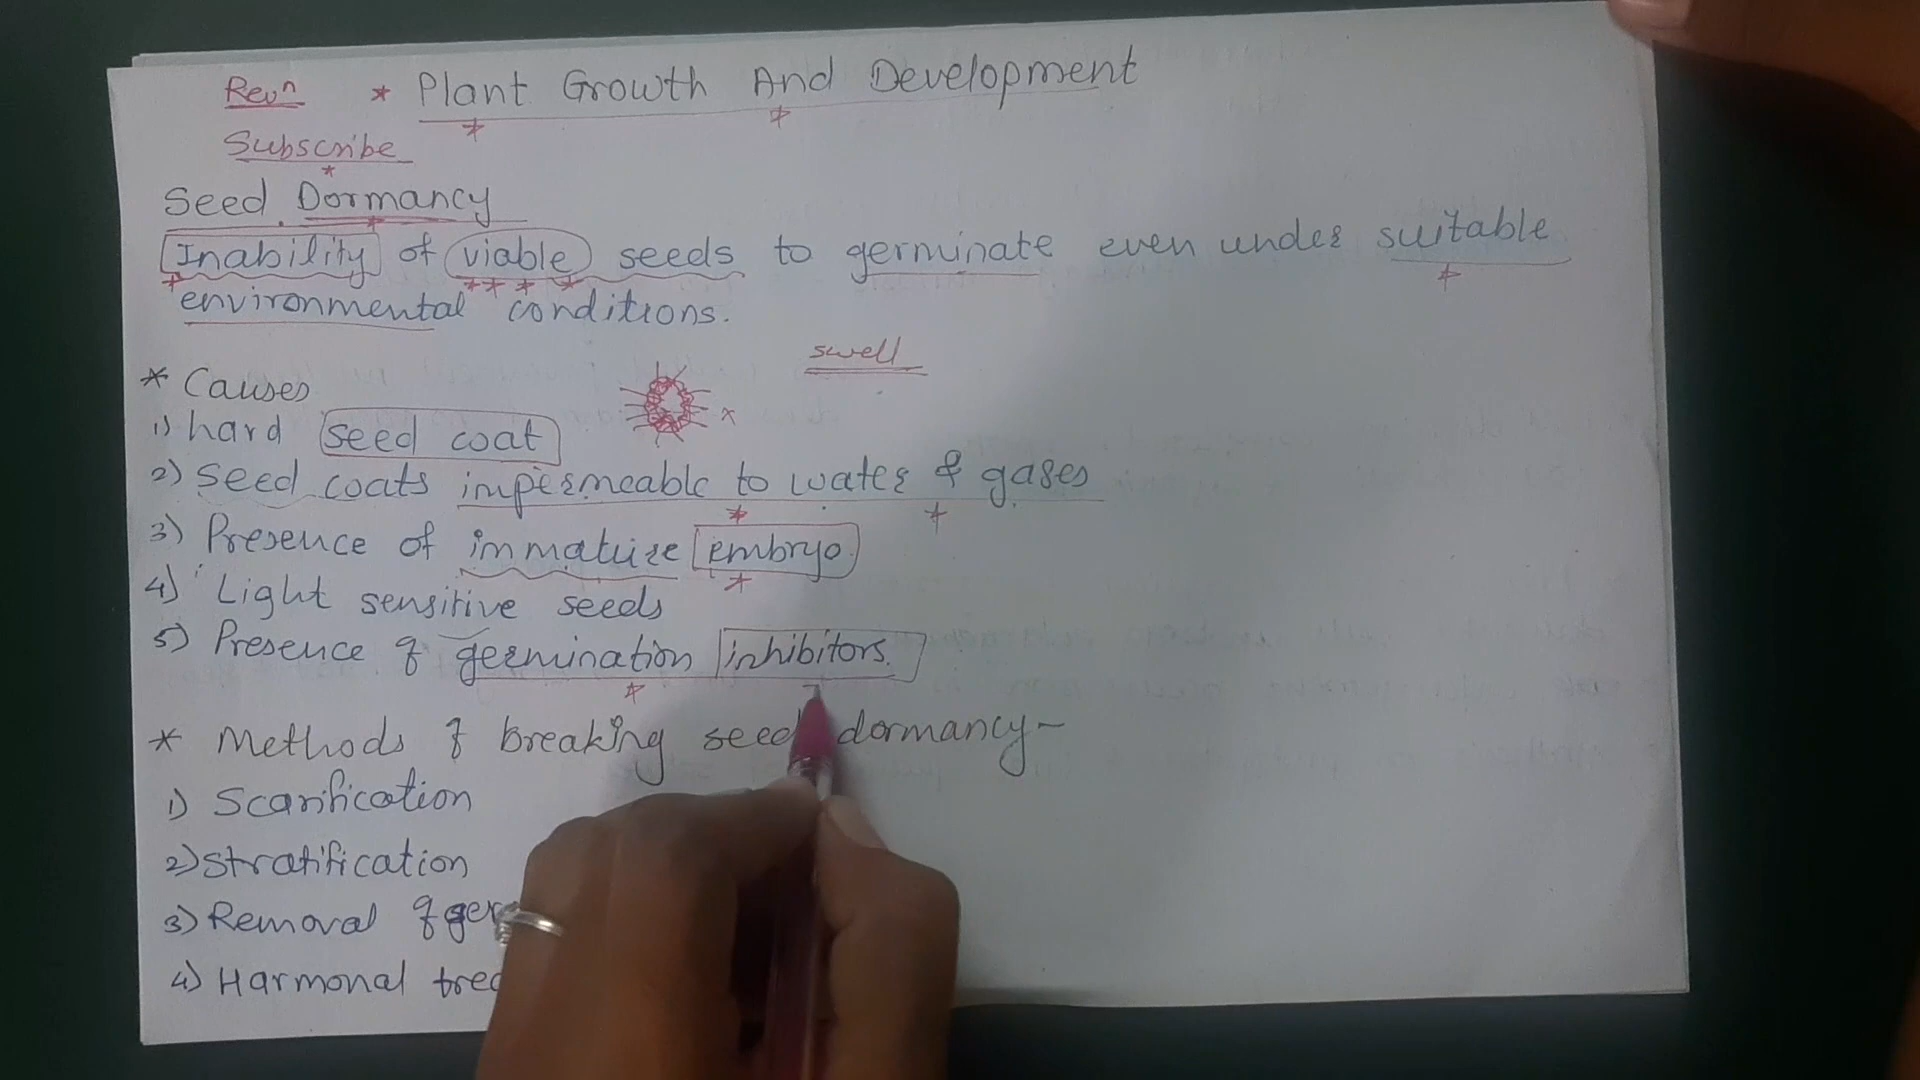 Revn * Plant Growth And Development
Subscribe
Seed Dormancy
Inability of viable seeds to germinate even under suitable
environmental conditions.
swell
* Causes
1) hard seed coat
2) Seed coats impermeable to water & gases
3) Presence of immature embryo.
4) Light sensitive seeds
5) Presence of germination inhibitors.
* Methods of breaking seed dormancy-
1) Scarification
2) Stratification
3) Removal of ger
4) Harmonal trea